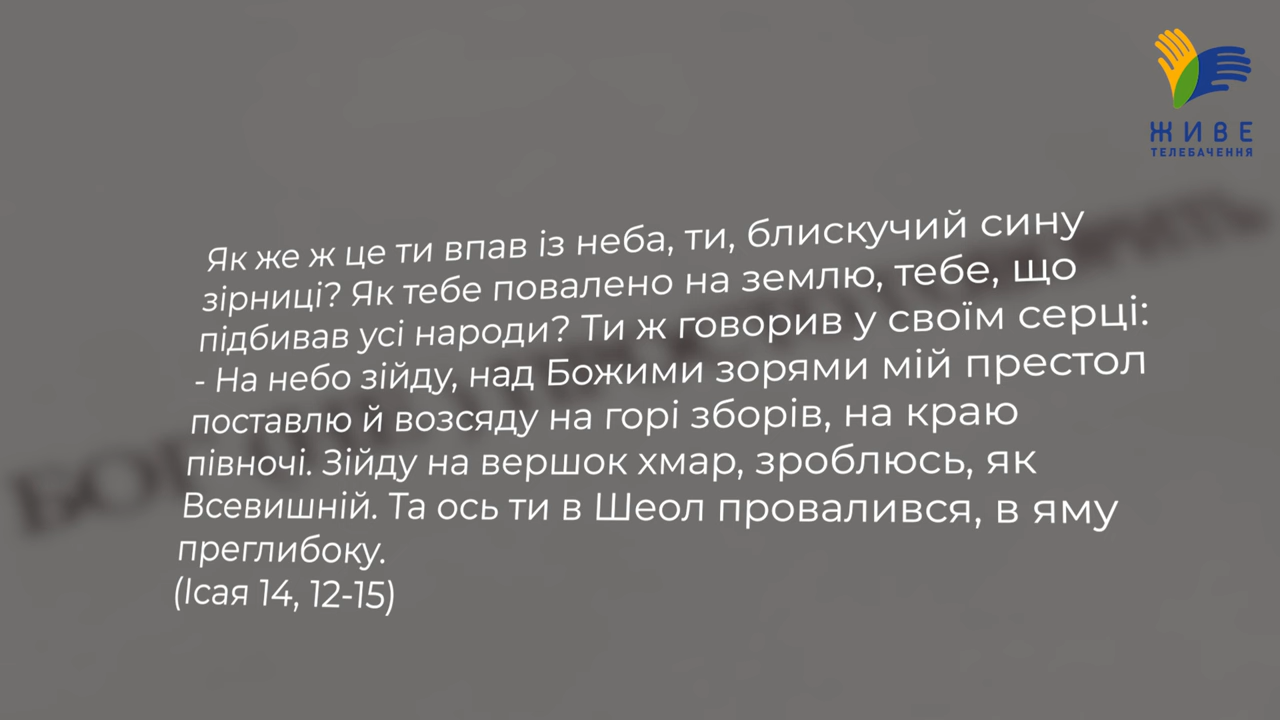 ЖИВЕ
ТЕЛЕБАЧЕННЯ
Як же ж це ти впав із неба, ти, блискучий сину
зірниці? Як тебе повалено на землю, тебе, що
підбивав усі народи? Ти ж говорив у своїм серці:
- На небо зійду, над Божими зорями мій престол
поставлю й возсяду на горі зборів, на краю
півночі. Зійду на вершок хмар, зроблюсь, як
Всевишній. Та ось ти в Шеол провалився, в яму
преглибоку.
(Ісая 14, 12-15)